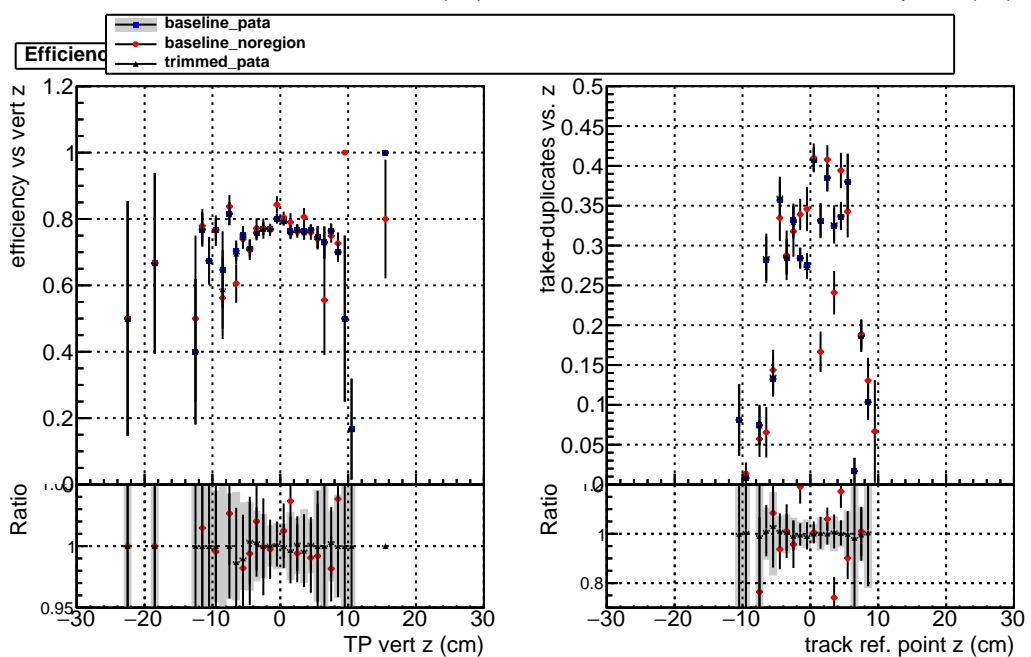 baseline_pata
baseline_noregion
trimmed_pata
Efficienc
efficiency vs vert z
1.2
1
0.8
0.6
0.4
0.2
0
Ratio
1
0.95
−30 −20 −10 0 10 20 30
TP vert z (cm)
fake+duplicates vs. z
0.5
0.45
0.4
0.35
0.3
0.25
0.2
0.15
0.1
0.05
0
Ratio
1
0.8
−30 −20 −10 0 10 20 30
track ref. point z (cm)